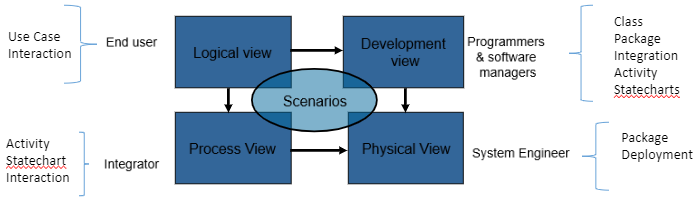 Use Case
Interaction
End user
Logical view
Development
view
Programmers
& software
managers
Class
Package
Integration
Activity
Statecharts
Scenarios
Activity
Statechart
Interaction
Integrator
Process View
Physical View
System Engineer
Package
Deployment